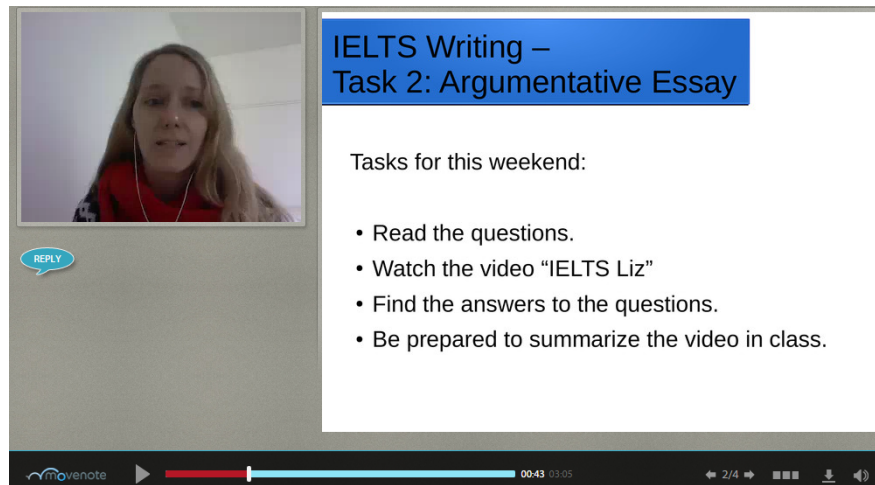 IELTS Writing –
Task 2: Argumentative Essay
Tasks for this weekend:
• Read the questions.
• Watch the video “IELTS Liz”
• Find the answers to the questions.
• Be prepared to summarize the video in class.
REPLY
movenote
00:43 03:05
2/4